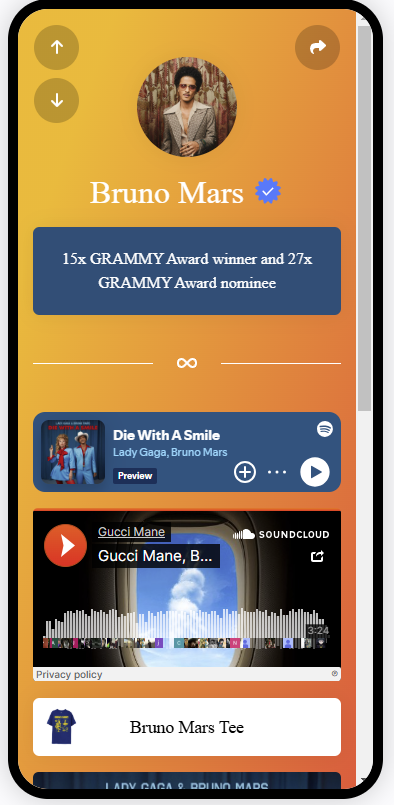 Bruno Mars
15x GRAMMY Award winner and 27x
GRAMMY Award nominee
Die With A Smile
Lady Gaga, Bruno Mars
Preview
Gucci Mane
SOUNDCLOUD
Gucci Mane, B...
3:24
Privacy policy
Bruno Mars Tee
LADY GAGA & BRUNO MARS